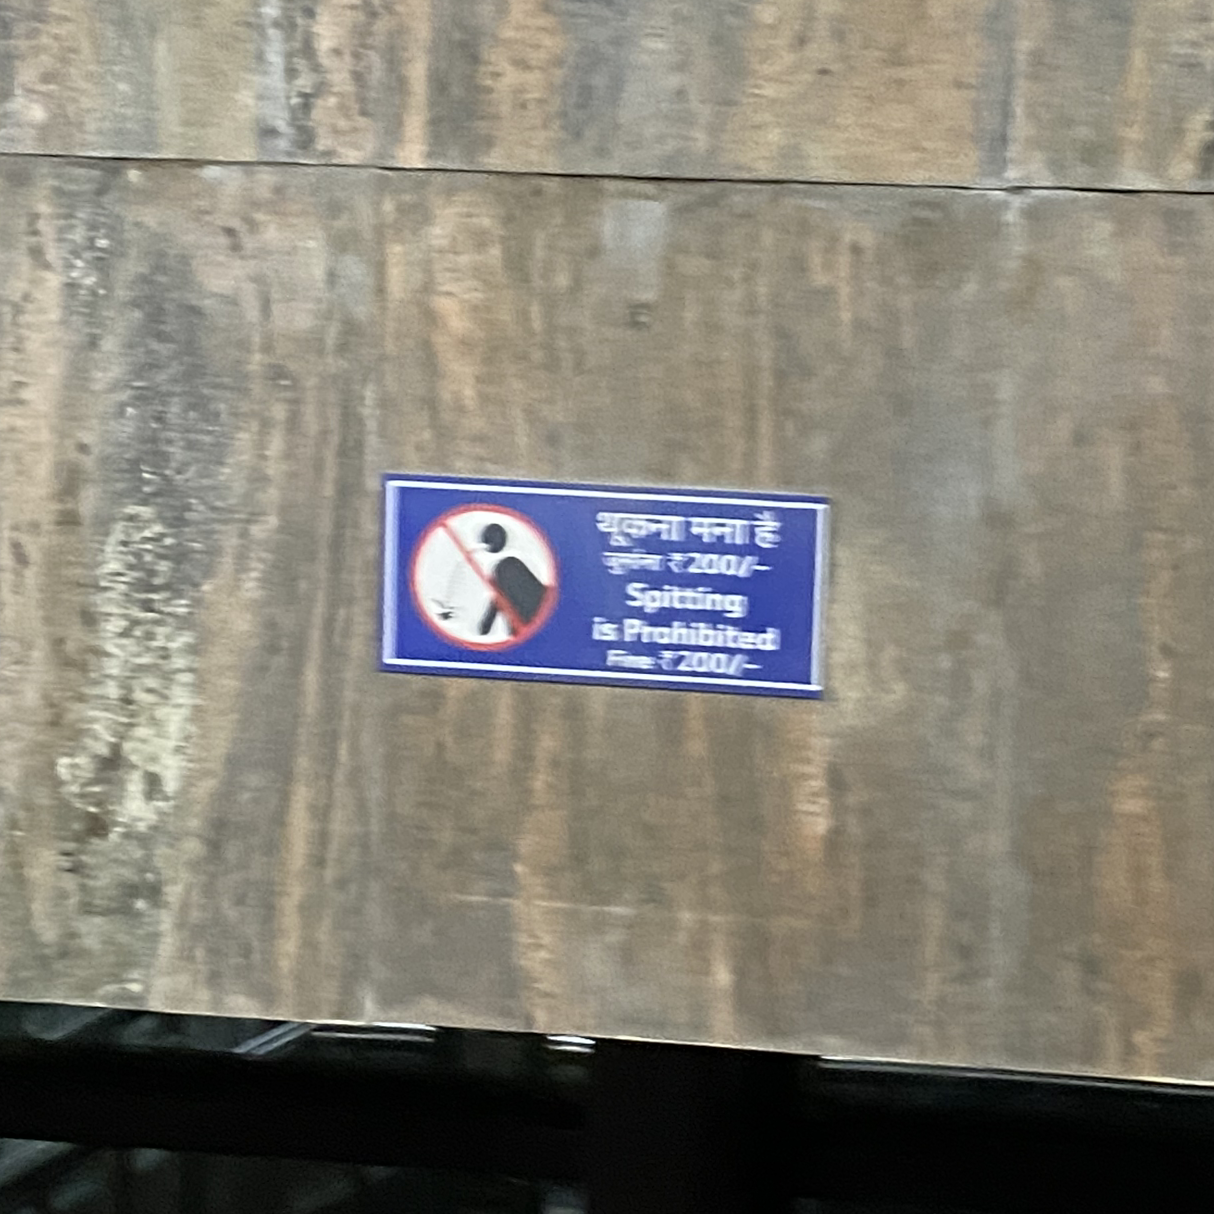 थूकना मना है
जुर्माना ₹200/-
Spitting
is Prohibited
Fine ₹200/-